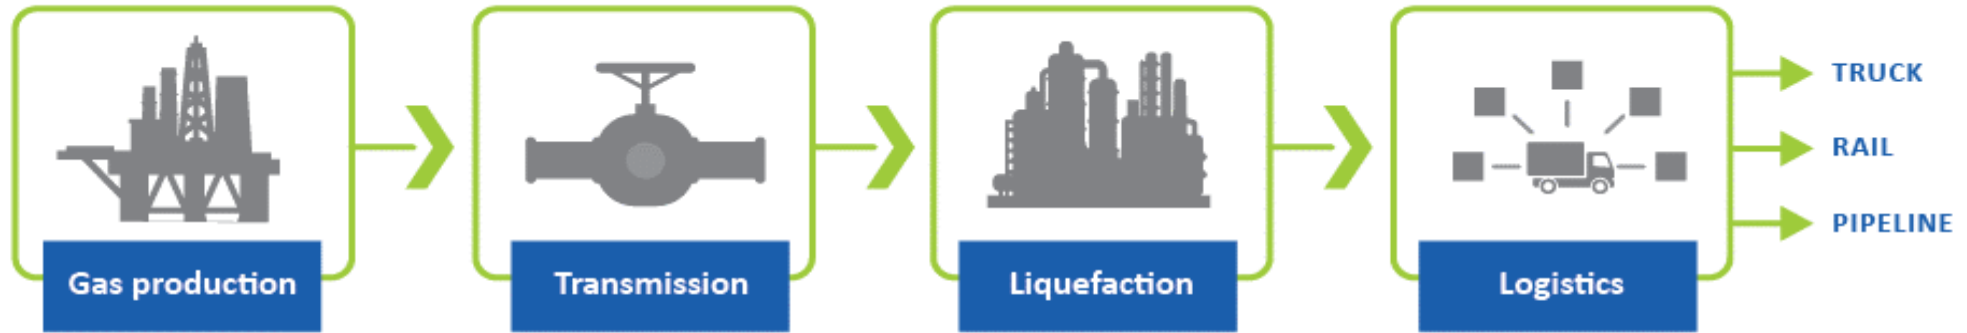 Gas production
Transmission
Liquefaction
Logistics
TRUCK
RAIL
PIPELINE